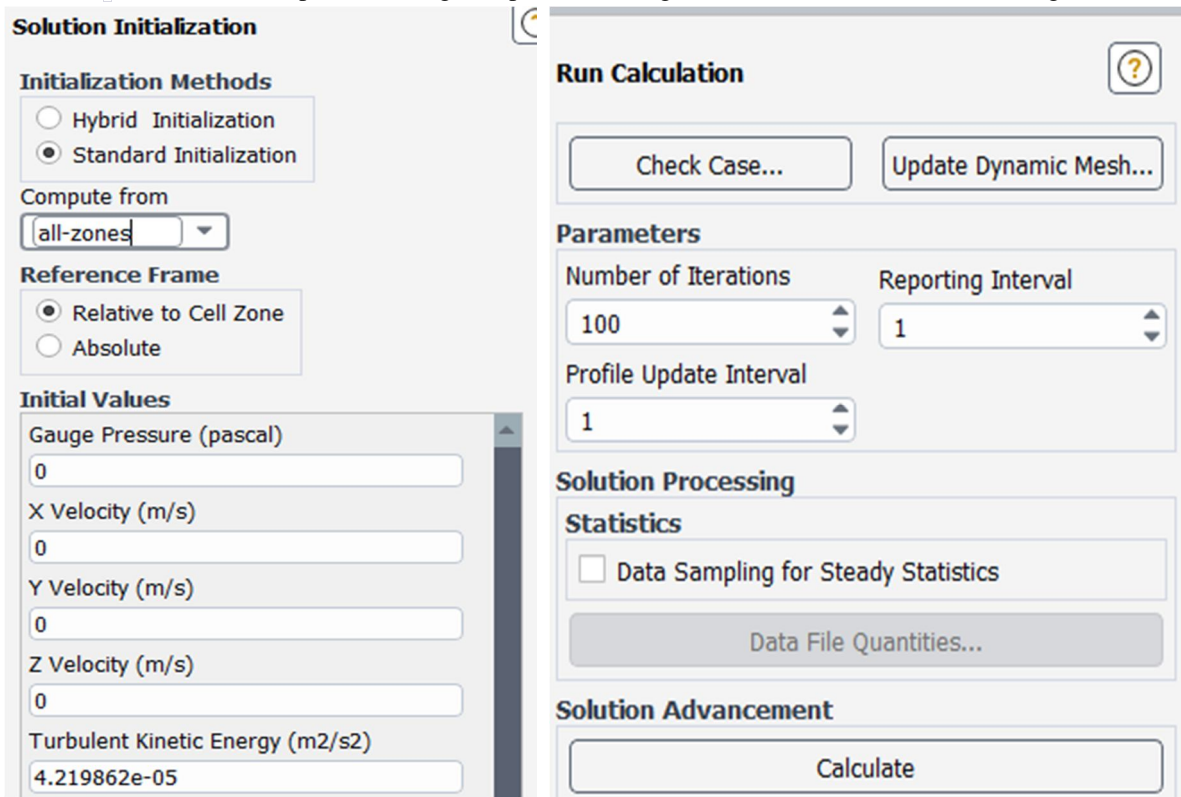 Solution Initialization
Initialization Methods
Hybrid Initialization
Standard Initialization
Compute from
all-zones
Reference Frame
Relative to Cell Zone
Absolute
Initial Values
Gauge Pressure (pascal)
0
X Velocity (m/s)
0
Y Velocity (m/s)
0
Z Velocity (m/s)
0
Turbulent Kinetic Energy (m2/s2)
4.219862e-05
Run Calculation
?
Check Case... Update Dynamic Mesh...
Parameters
Number of Iterations Reporting Interval
100 1
Profile Update Interval
1
Solution Processing
Statistics
Data Sampling for Steady Statistics
Data File Quantities...
Solution Advancement
Calculate